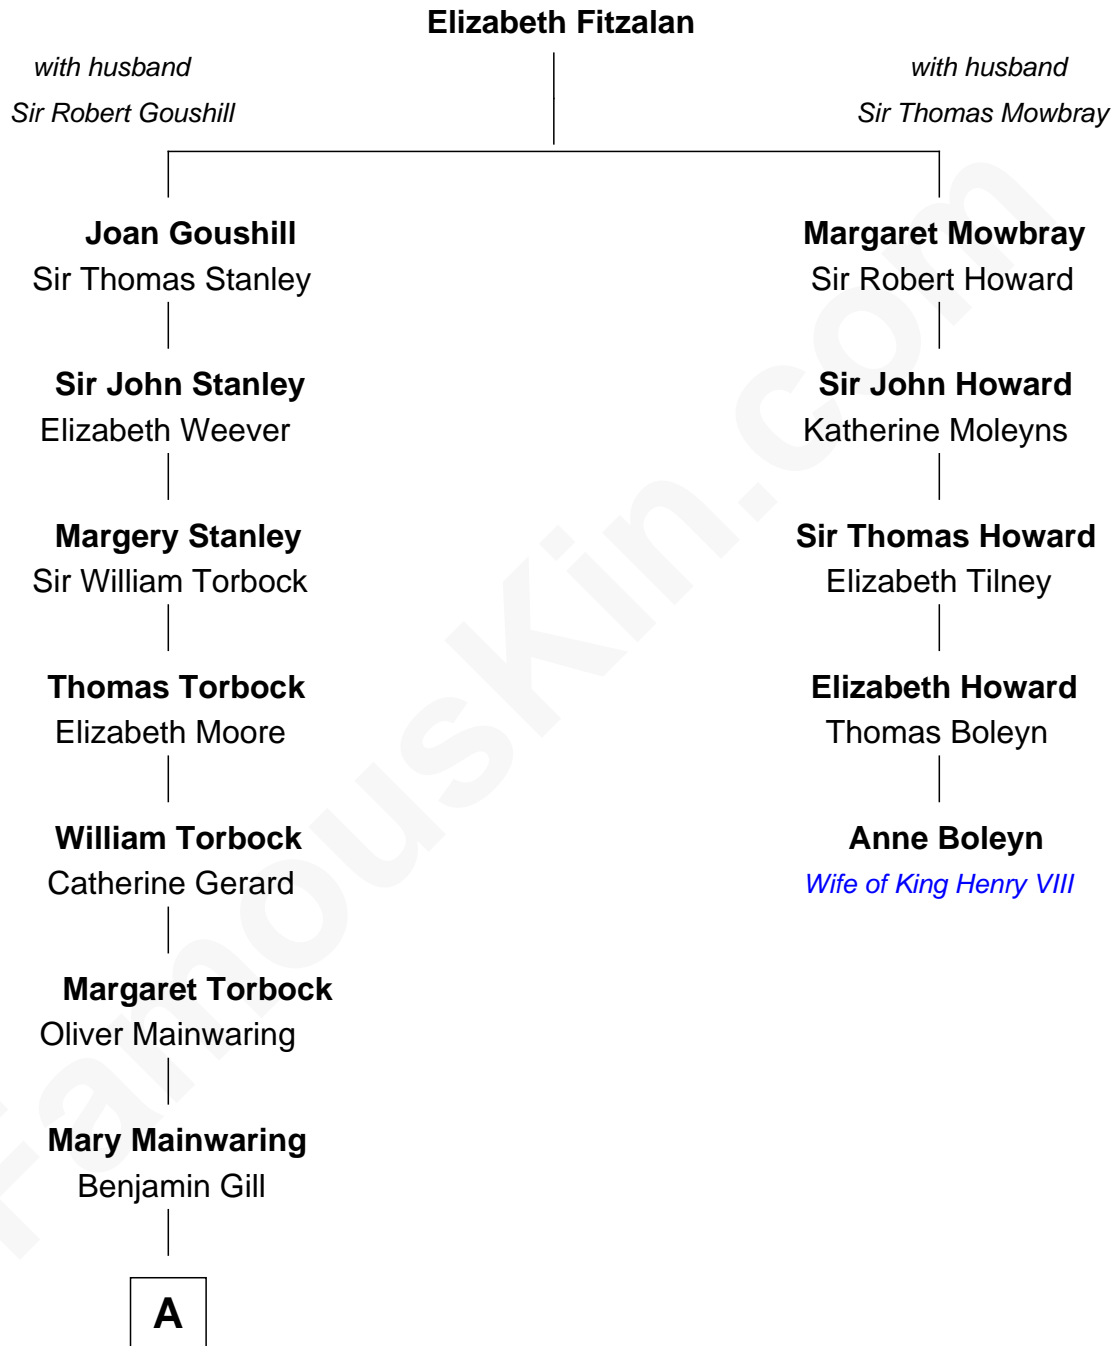 Elizabeth Fitzalan
with husband
Sir Robert Goushill
with husband
Sir Thomas Mowbray
Joan Goushill
Sir Thomas Stanley
Margaret Mowbray
Sir Robert Howard
Sir John Stanley
Elizabeth Weever
Sir John Howard
Katherine Moleyns
Margery Stanley
Sir William Torbock
Sir Thomas Howard
Elizabeth Tilney
Thomas Torbock
Elizabeth Moore
Elizabeth Howard
Thomas Boleyn
William Torbock
Catherine Gerard
Anne Boleyn
Wife of King Henry VIII
Margaret Torbock
Oliver Mainwaring
Mary Mainwaring
Benjamin Gill
A
FamousKin.com